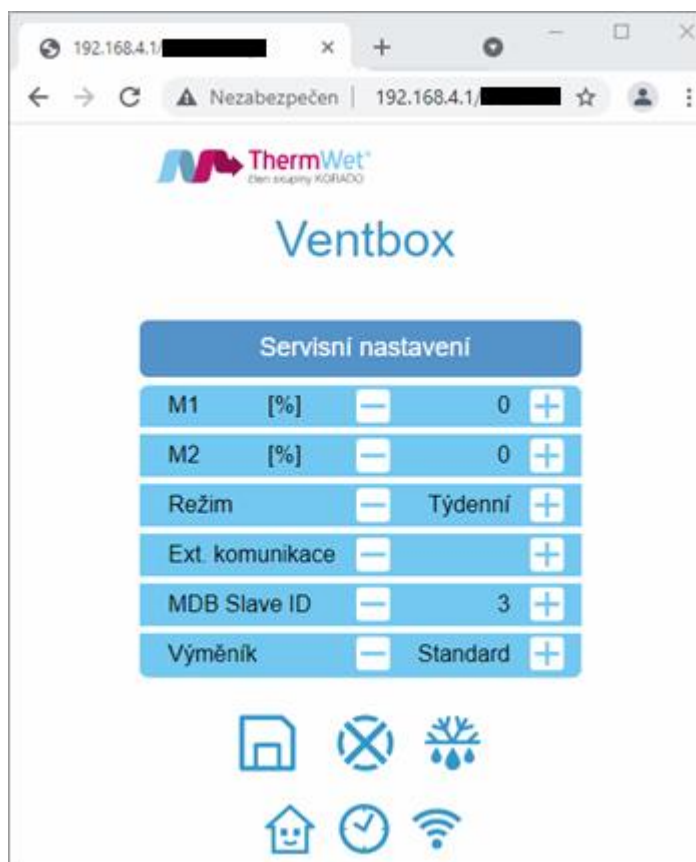 192.168.4.1/
Nezabezpečen | 192.168.4.1/
ThermWet®
člen skupiny KORADO
Ventbox
Servisní nastavení
M1 [%] 0
M2 [%] 0
Režim Týdenní
Ext. komunikace
MDB Slave ID 3
Výměník Standard